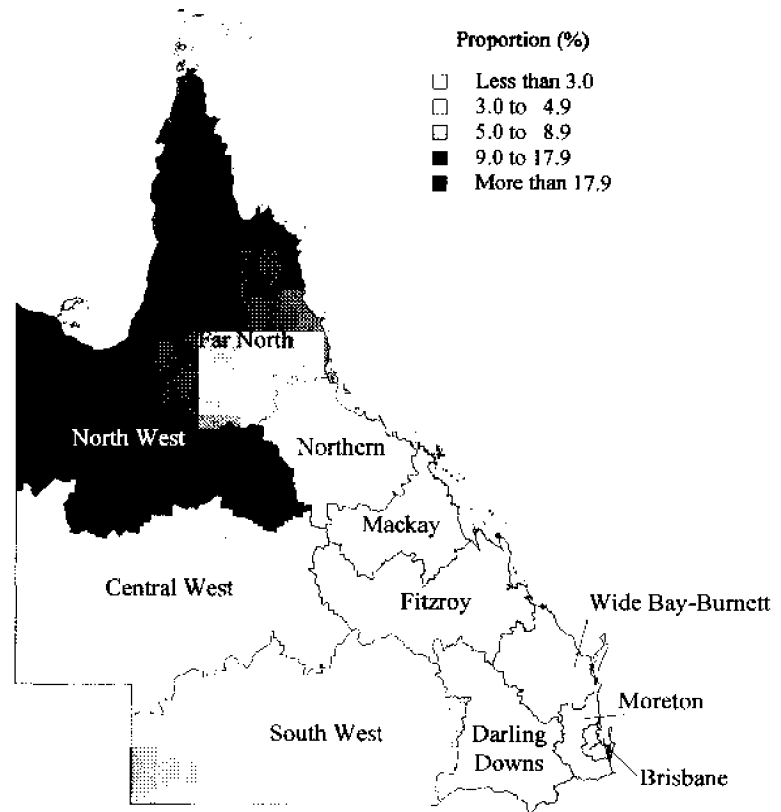 Proportion (%)
Less than 3.0
3.0 to 4.9
5.0 to 8.9
9.0 to 17.9
More than 17.9
Far North
North West
Northern
Mackay
Central West
Fitzroy
Wide Bay-Burnett
Moreton
South West
Darling
Downs
Brisbane